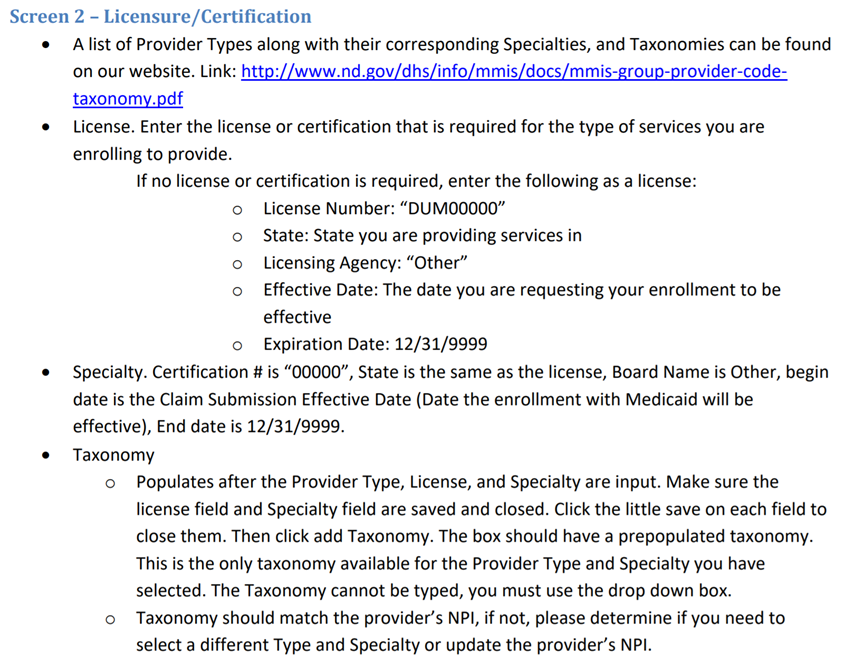 Screen 2 – Licensure/Certification
• A list of Provider Types along with their corresponding Specialties, and Taxonomies can be found
on our website. Link: http://www.nd.gov/dhs/info/mmis/docs/mmis-group-provider-code-
taxonomy.pdf
• License. Enter the license or certification that is required for the type of services you are
enrolling to provide.
If no license or certification is required, enter the following as a license:
o License Number: “DUM00000”
o State: State you are providing services in
o Licensing Agency: “Other”
o Effective Date: The date you are requesting your enrollment to be
effective
o Expiration Date: 12/31/9999
• Specialty. Certification # is “00000”, State is the same as the license, Board Name is Other, begin
date is the Claim Submission Effective Date (Date the enrollment with Medicaid will be
effective), End date is 12/31/9999.
• Taxonomy
o Populates after the Provider Type, License, and Specialty are input. Make sure the
license field and Specialty field are saved and closed. Click the little save on each field to
close them. Then click add Taxonomy. The box should have a prepopulated taxonomy.
This is the only taxonomy available for the Provider Type and Specialty you have
selected. The Taxonomy cannot be typed, you must use the drop down box.
o Taxonomy should match the provider’s NPI, if not, please determine if you need to
select a different Type and Specialty or update the provider’s NPI.